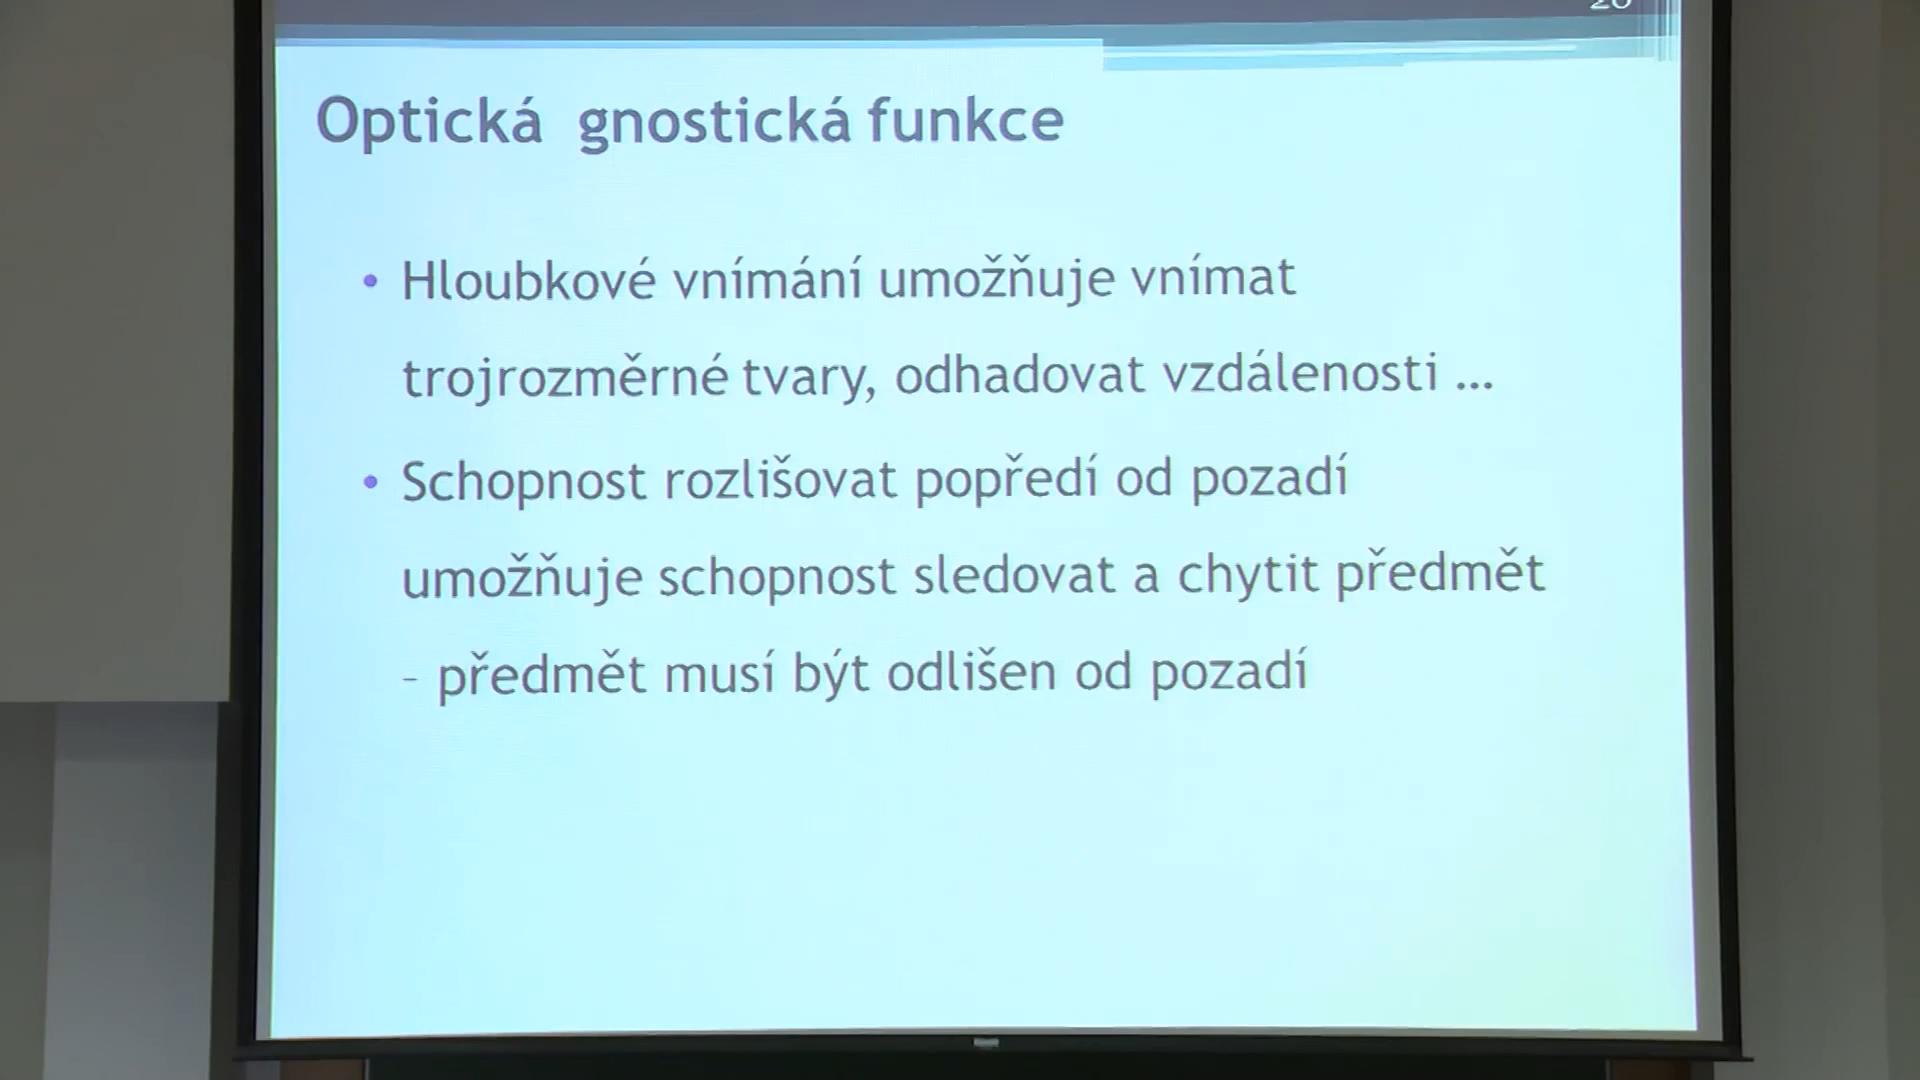 Optická gnostická funkce
• Hloubkové vnímání umožňuje vnímat
trojrozměrné tvary, odhadovat vzdálenosti ...
• Schopnost rozlišovat popředí od pozadí
umožňuje schopnost sledovat a chytit předmět
– předmět musí být odlišen od pozadí